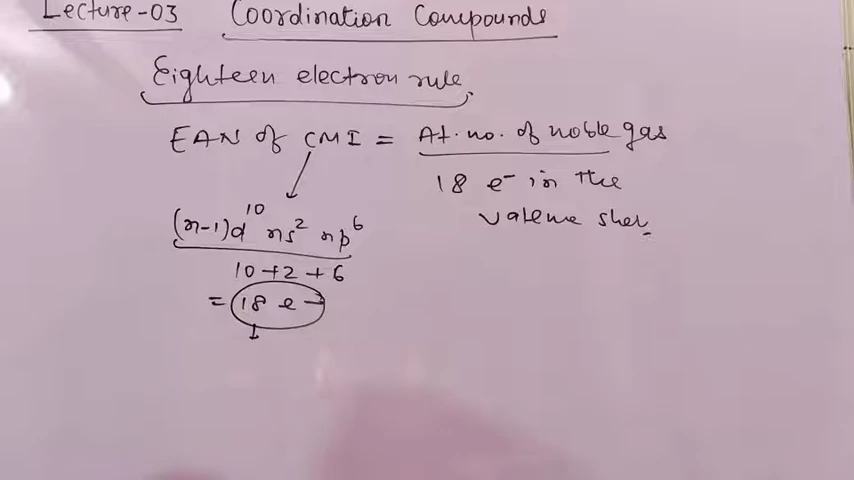 Lecture-03 Coordination Compounds
Eighteen electron rule
EAN of CMI = At. no. of noble gas
18 e⁻ in the
valence shell
(n-1)d¹⁰ ns² np⁶
10+2+6
= 18 e⁻